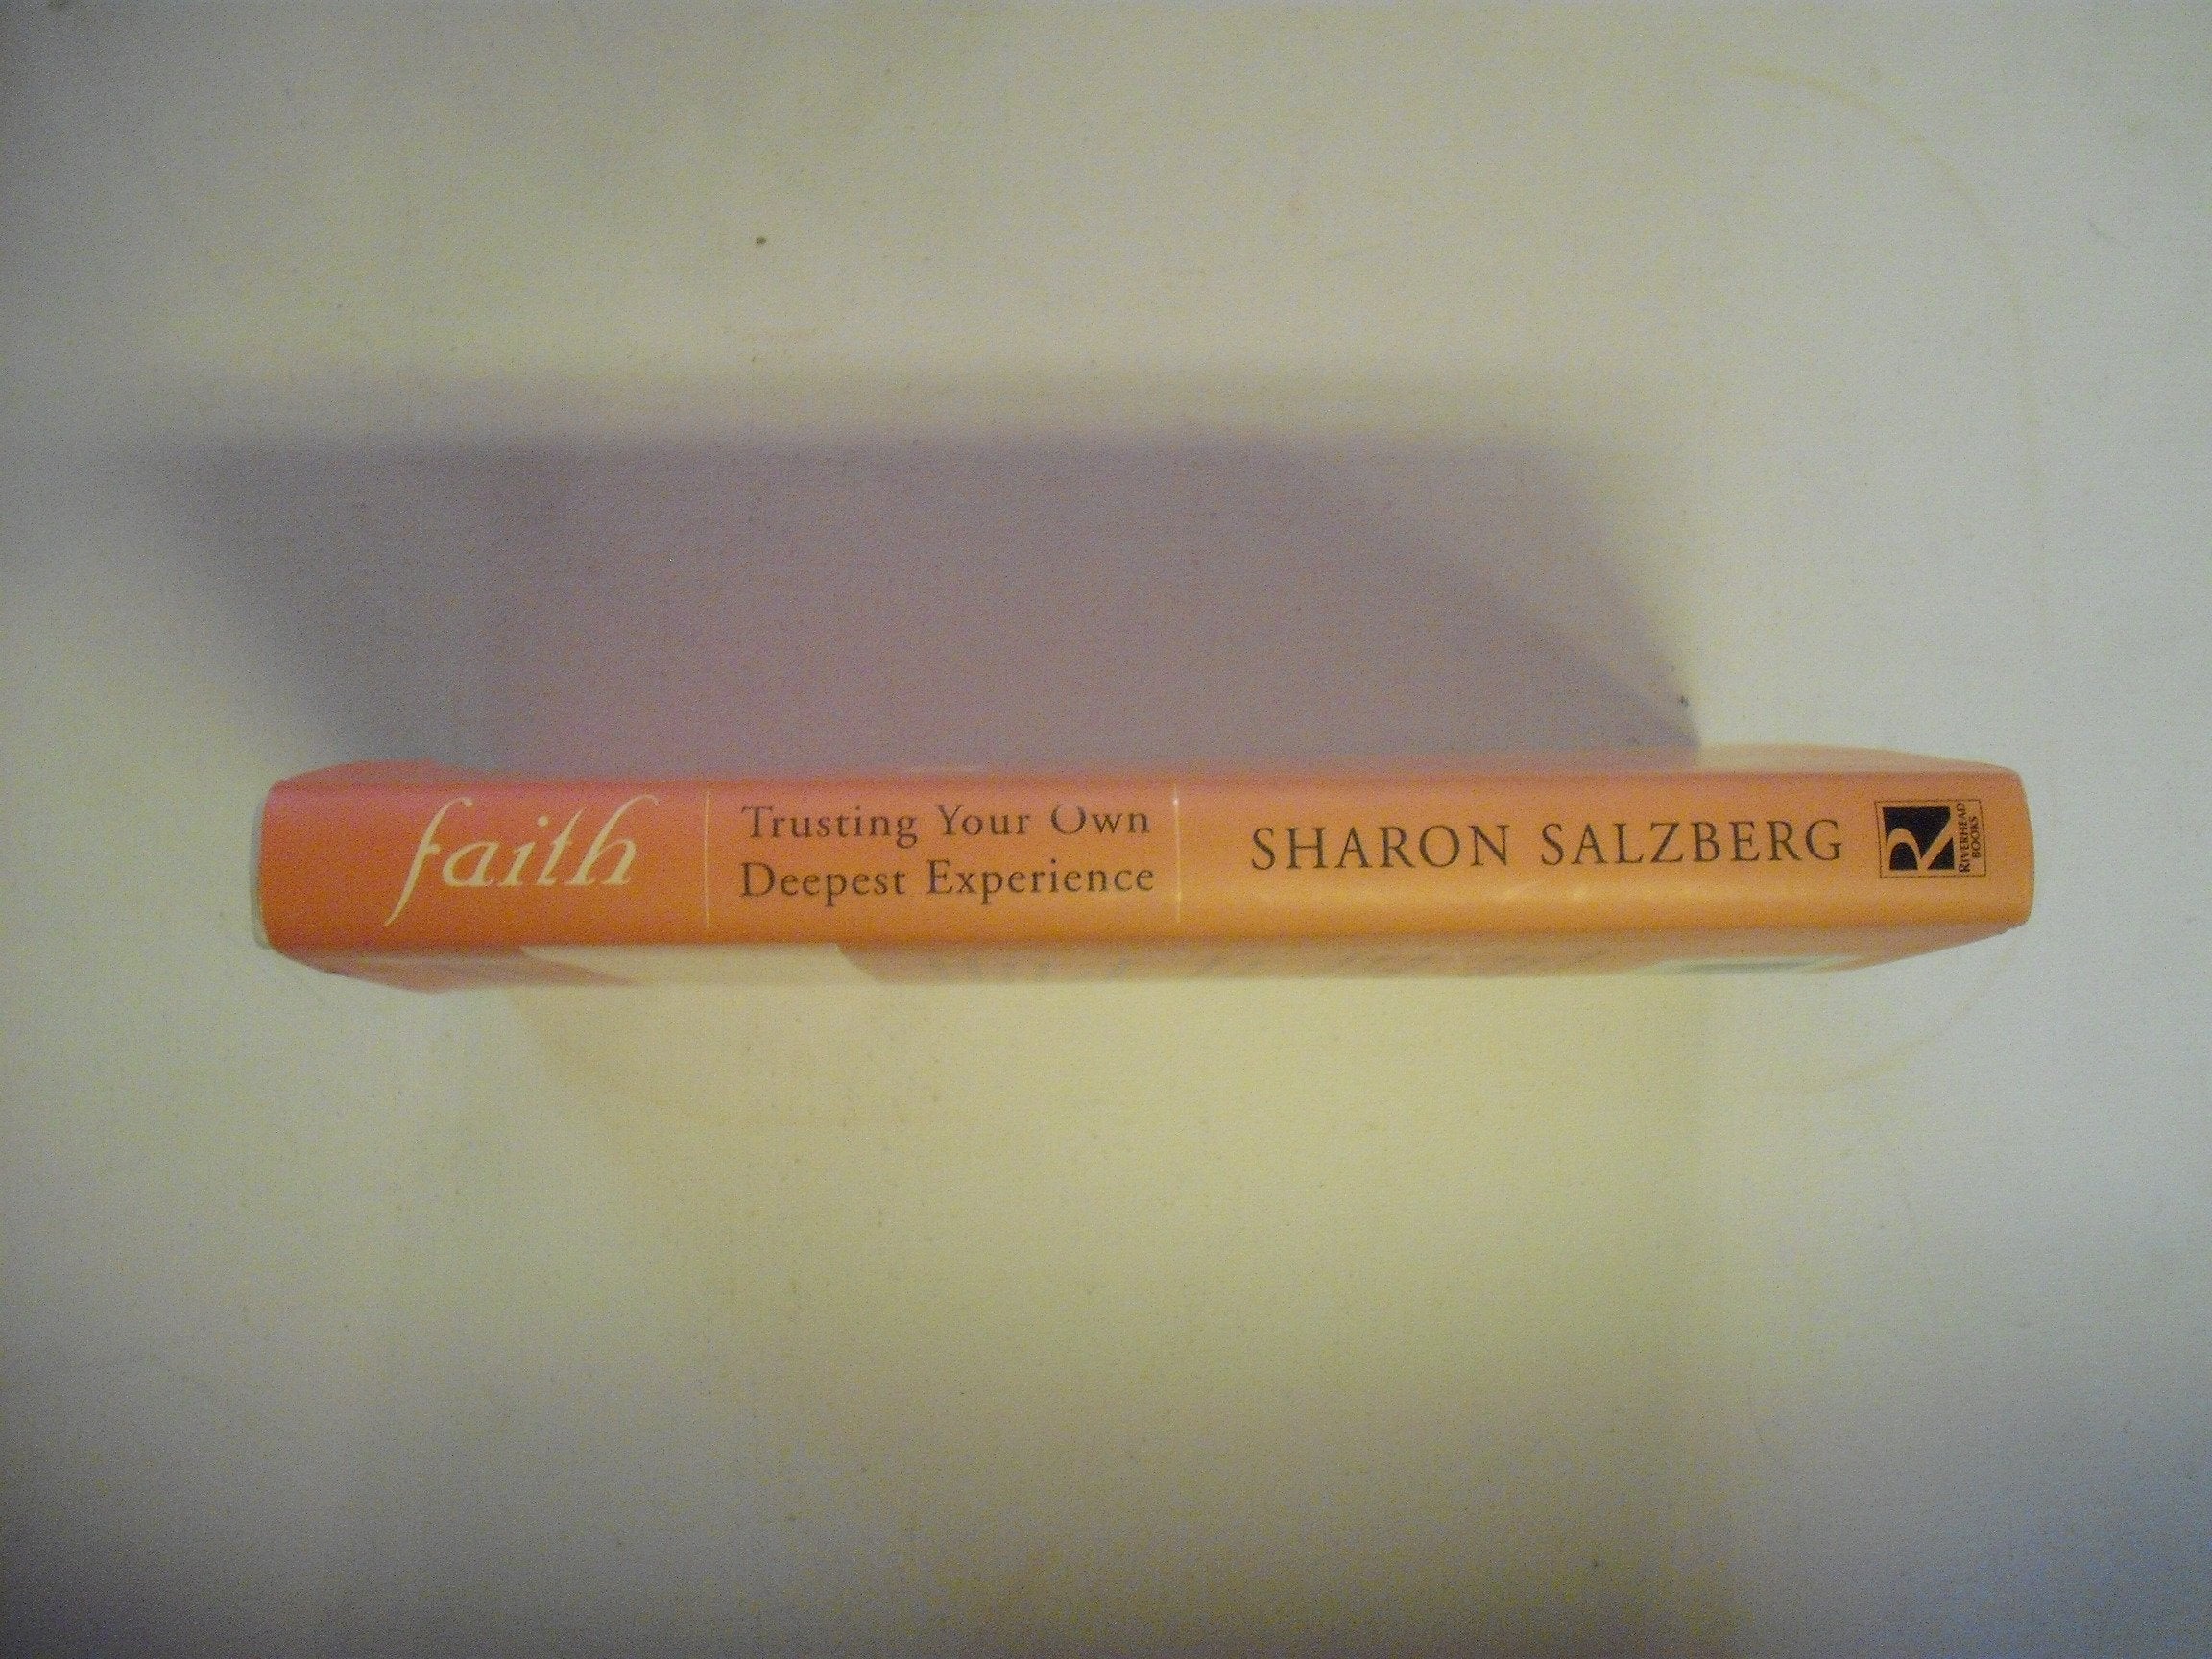 faith
Trusting Your Own
Deepest Experience
SHARON SALZBERG
R
RIVERHEAD
BOOKS